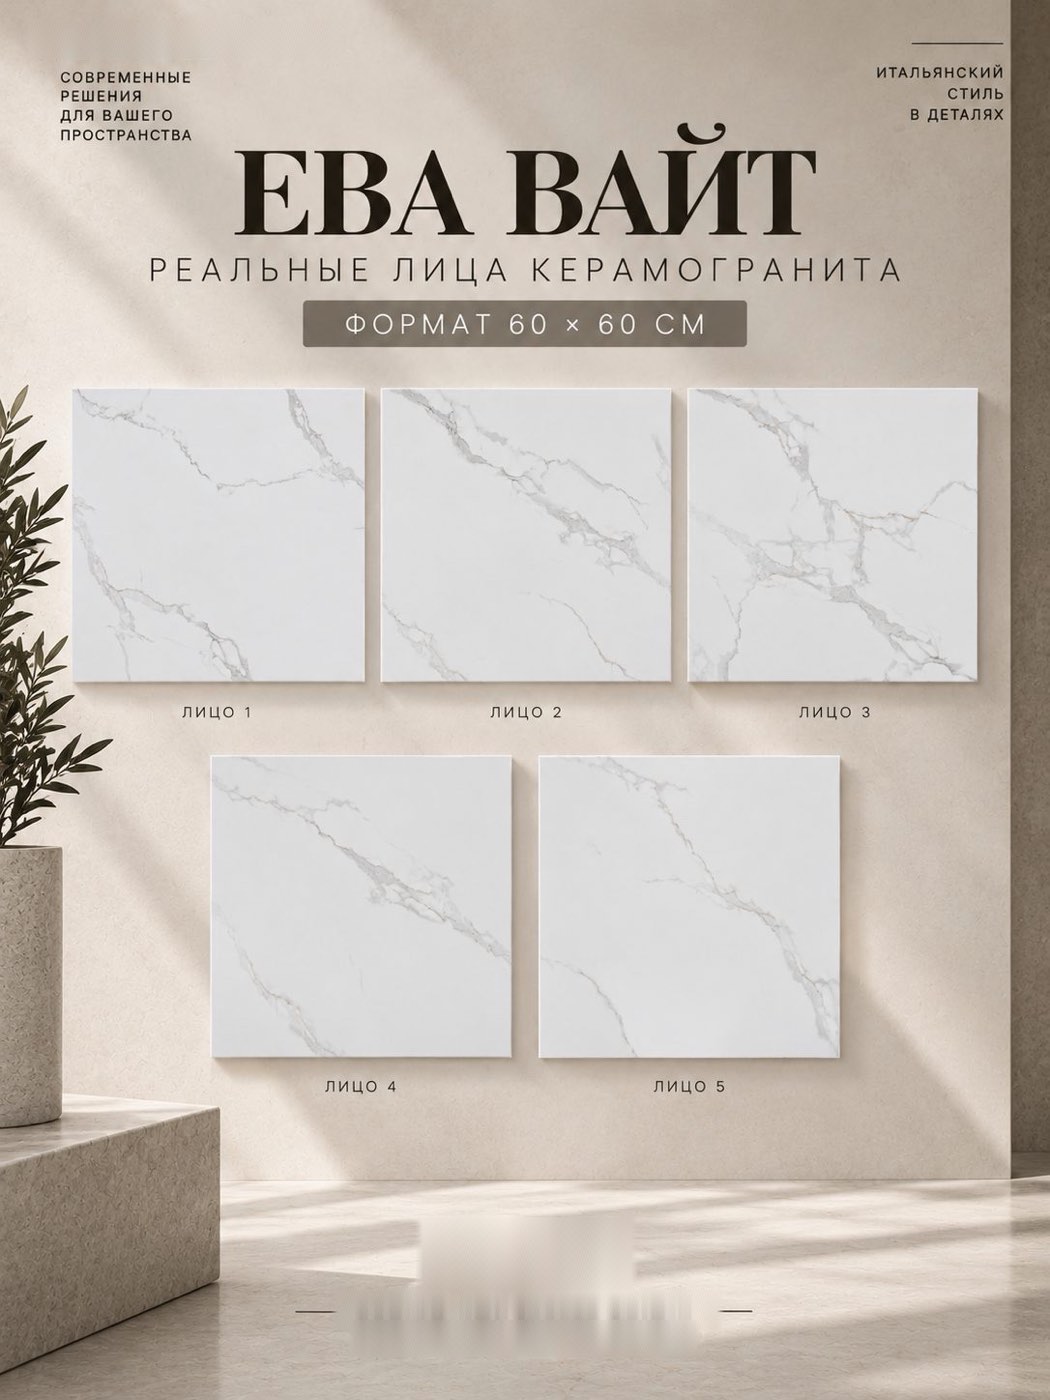 СОВРЕМЕННЫЕ
РЕШЕНИЯ
ДЛЯ ВАШЕГО
ПРОСТРАНСТВА
ИТАЛЬЯНСКИЙ
СТИЛЬ
В ДЕТАЛЯХ
ЕВА ВАЙТ
РЕАЛЬНЫЕ ЛИЦА КЕРАМОГРАНИТА
ФОРМАТ 60 × 60 СМ
ЛИЦО 1
ЛИЦО 2
ЛИЦО 3
ЛИЦО 4
ЛИЦО 5